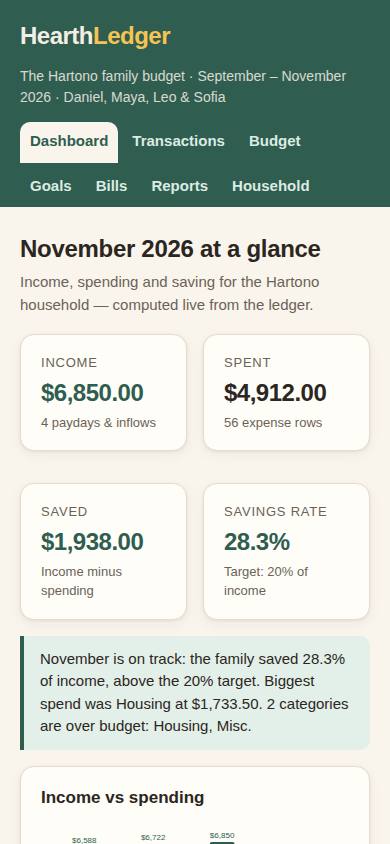 HearthLedger
The Hartono family budget · September – November
2026 · Daniel, Maya, Leo & Sofia
Dashboard Transactions Budget
Goals Bills Reports Household
November 2026 at a glance
Income, spending and saving for the Hartono
household — computed live from the ledger.
INCOME
$6,850.00
4 paydays & inflows
SPENT
$4,912.00
56 expense rows
SAVED
$1,938.00
Income minus
spending
SAVINGS RATE
28.3%
Target: 20% of
income
November is on track: the family saved 28.3%
of income, above the 20% target. Biggest
spend was Housing at $1,733.50. 2 categories
are over budget: Housing, Misc.
Income vs spending
$6,588 $6,722 $6,850